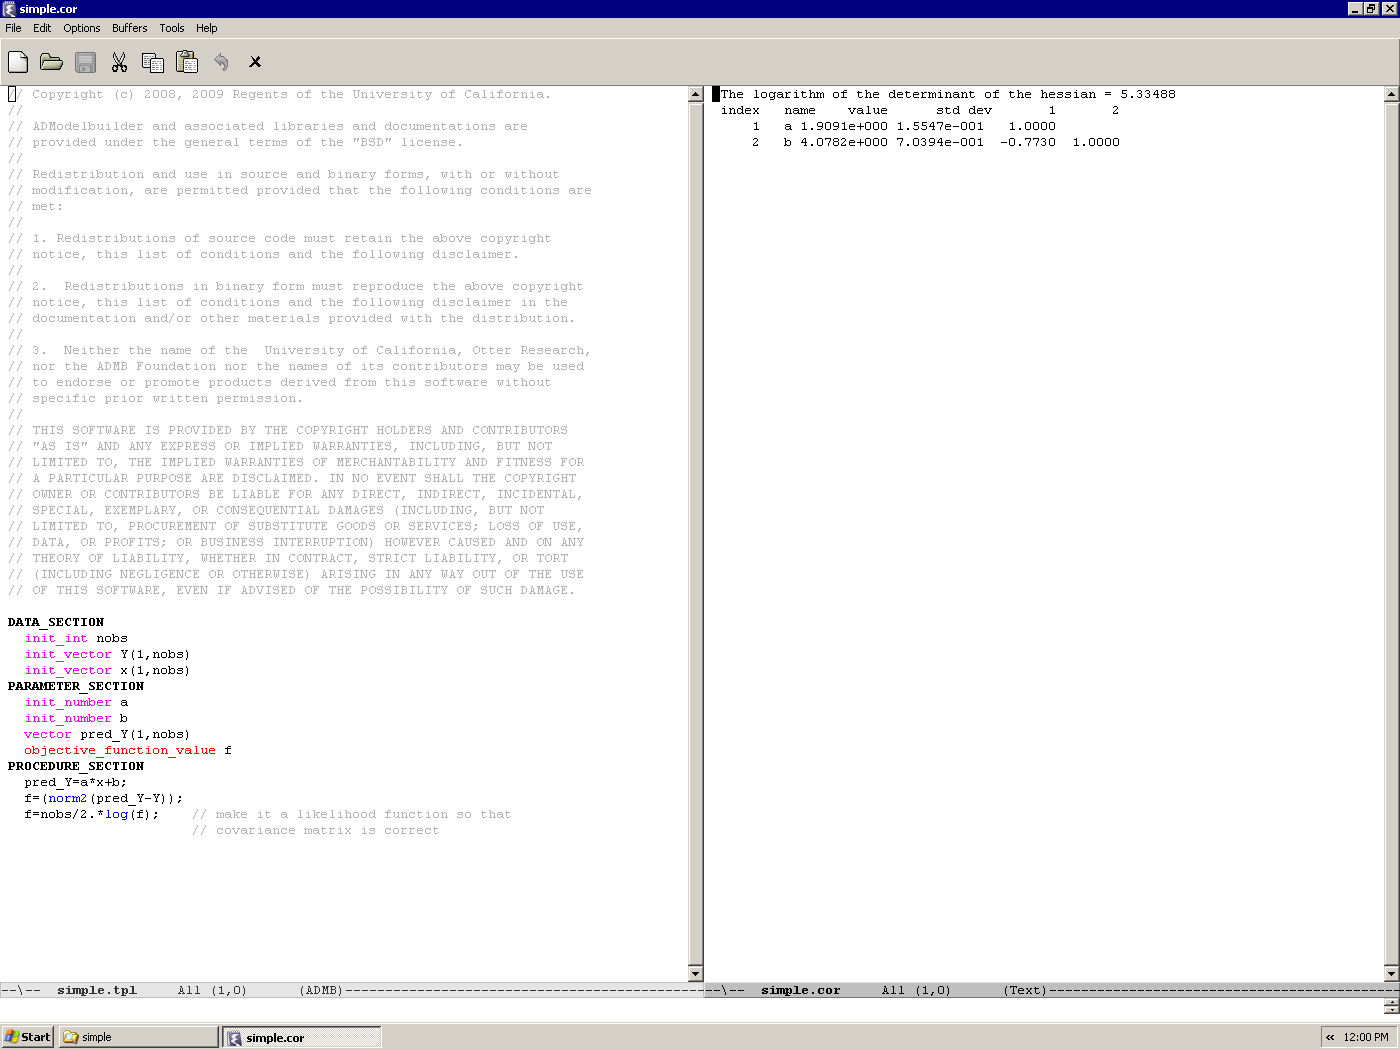 simple.cor
File Edit Options Buffers Tools Help
// Copyright (c) 2008, 2009 Regents of the University of California.
//
// ADModelbuilder and associated libraries and documentations are
// provided under the general terms of the "BSD" license.
//
// Redistribution and use in source and binary forms, with or without
// modification, are permitted provided that the following conditions are
// met:
//
// 1. Redistributions of source code must retain the above copyright
// notice, this list of conditions and the following disclaimer.
//
// 2.  Redistributions in binary form must reproduce the above copyright
// notice, this list of conditions and the following disclaimer in the
// documentation and/or other materials provided with the distribution.
//
// 3.  Neither the name of the  University of California, Otter Research,
// nor the ADMB Foundation nor the names of its contributors may be used
// to endorse or promote products derived from this software without
// specific prior written permission.
//
// THIS SOFTWARE IS PROVIDED BY THE COPYRIGHT HOLDERS AND CONTRIBUTORS
// "AS IS" AND ANY EXPRESS OR IMPLIED WARRANTIES, INCLUDING, BUT NOT
// LIMITED TO, THE IMPLIED WARRANTIES OF MERCHANTABILITY AND FITNESS FOR
// A PARTICULAR PURPOSE ARE DISCLAIMED. IN NO EVENT SHALL THE COPYRIGHT
// OWNER OR CONTRIBUTORS BE LIABLE FOR ANY DIRECT, INDIRECT, INCIDENTAL,
// SPECIAL, EXEMPLARY, OR CONSEQUENTIAL DAMAGES (INCLUDING, BUT NOT
// LIMITED TO, PROCUREMENT OF SUBSTITUTE GOODS OR SERVICES; LOSS OF USE,
// DATA, OR PROFITS; OR BUSINESS INTERRUPTION) HOWEVER CAUSED AND ON ANY
// THEORY OF LIABILITY, WHETHER IN CONTRACT, STRICT LIABILITY, OR TORT
// (INCLUDING NEGLIGENCE OR OTHERWISE) ARISING IN ANY WAY OUT OF THE USE
// OF THIS SOFTWARE, EVEN IF ADVISED OF THE POSSIBILITY OF SUCH DAMAGE.
DATA_SECTION
  init_int nobs
  init_vector Y(1,nobs)
  init_vector x(1,nobs)
PARAMETER_SECTION
  init_number a
  init_number b
  vector pred_Y(1,nobs)
  objective_function_value f
PROCEDURE_SECTION
  pred_Y=a*x+b;
  f=(norm2(pred_Y-Y));
  f=nobs/2.*log(f);    // make it a likelihood function so that
                       // covariance matrix is correct
--\--  simple.tpl     All (1,0)      (ADMB)
The logarithm of the determinant of the hessian = 5.33488
index   name    value      std dev       1       2
    1   a 1.9091e+000 1.5547e-001   1.0000
    2   b 4.0782e+000 7.0394e-001  -0.7730  1.0000
--\--  simple.cor     All (1,0)      (Text)
Start simple simple.cor « 12:00 PM